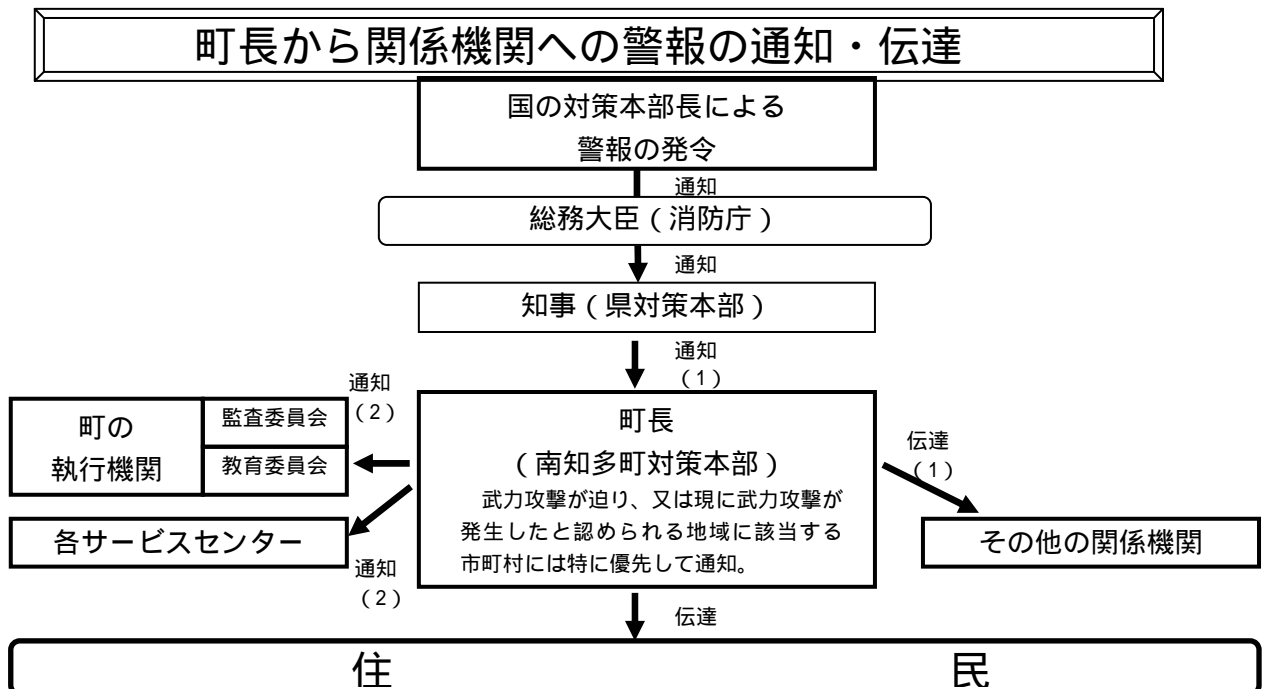 町長から関係機関への警報の通知・伝達
国の対策本部長による
警報の発令
通知
総務大臣（消防庁）
通知
知事（県対策本部）
通知
（1）
通知
（2）
町の
執行機関
監査委員会
教育委員会
町長
（南知多町対策本部）
武力攻撃が迫り、又は現に武力攻撃が
発生したと認められる地域に該当する
市町村には特に優先して通知。
伝達
（1）
各サービスセンター
その他の関係機関
通知
（2）
伝達
住 民